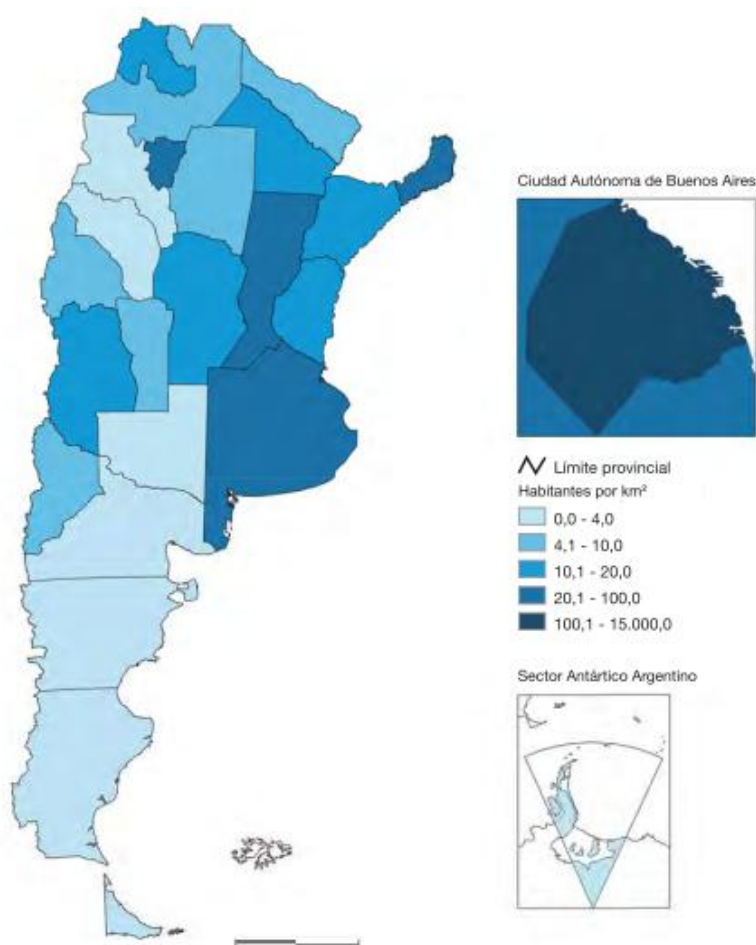 Ciudad Autónoma de Buenos Aires
Límite provincial
Habitantes por km²
0,0 - 4,0
4,1 - 10,0
10,1 - 20,0
20,1 - 100,0
100,1 - 15.000,0
Sector Antártico Argentino